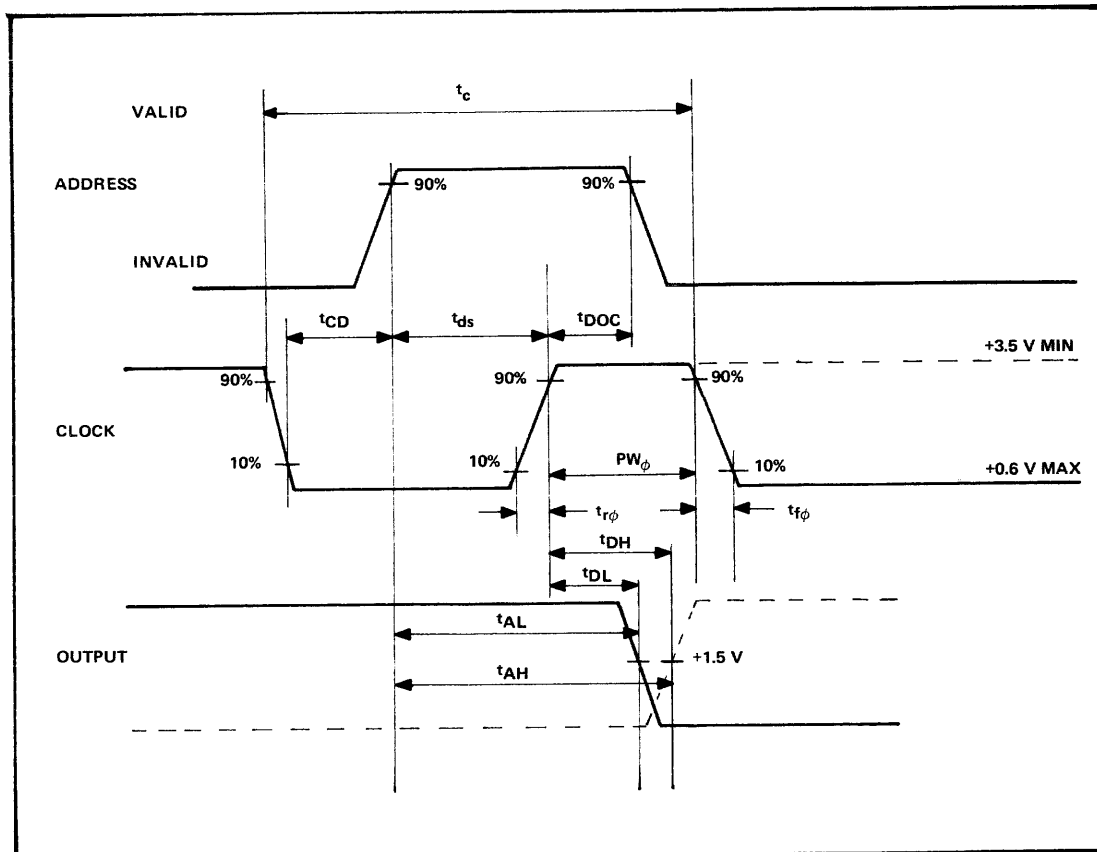 tc
VALID
ADDRESS
90% 90%
INVALID
tCD tds tDOC
+3.5 V MIN
90% 90% 90%
CLOCK
10% 10% PWϕ 10% +0.6 V MAX
trϕ tfϕ
tDH
tDL
tAL
OUTPUT +1.5 V
tAH